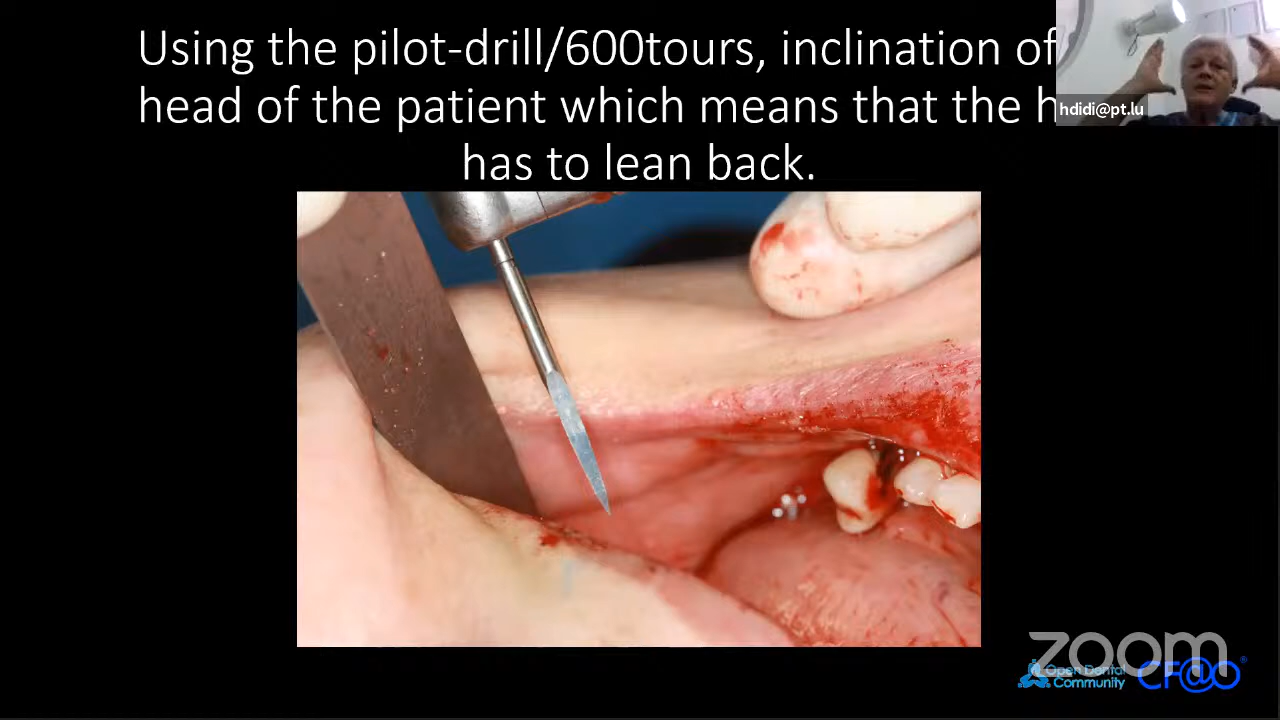 Using the pilot-drill/600tours, inclination of
head of the patient which means that the
has to lean back.
hdidi@pt.lu
zoom
Open Dental
Community
CF@O